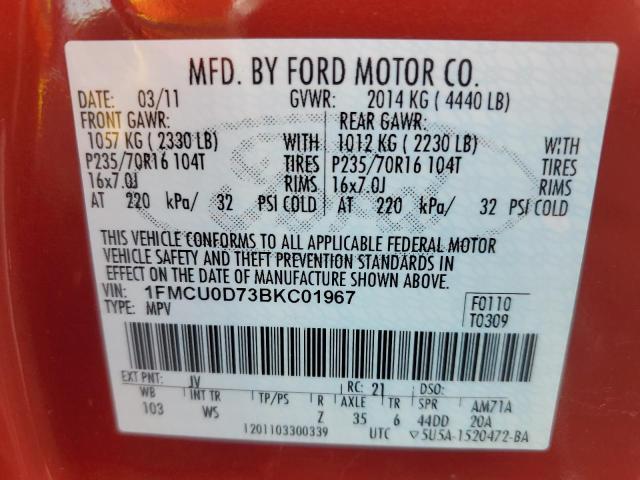 MFD. BY FORD MOTOR CO.
DATE: 03/11 GVWR: 2014 KG ( 4440 LB)
FRONT GAWR: REAR GAWR:
1057 KG ( 2330 LB) WITH 1012 KG ( 2230 LB) WITH
P235/70R16 104T TIRES P235/70R16 104T TIRES
16x7.0J RIMS 16x7.0J RIMS
AT 220 kPa/ 32 PSI COLD AT 220 kPa/ 32 PSI COLD
THIS VEHICLE CONFORMS TO ALL APPLICABLE FEDERAL MOTOR
VEHICLE SAFETY AND THEFT PREVENTION STANDARDS IN
EFFECT ON THE DATE OF MANUFACTURE SHOWN ABOVE.
VIN: 1FMCU0D73BKC01967 F0110
TYPE: MPV T0309
EXT PNT: JV RC: 21 DSO:
WB INT TR TP/PS R AXLE TR SPR AM71A
103 WS Z 35 6 44DD 20A
1201103300339 UTC ▽5U5A-1520472-BA